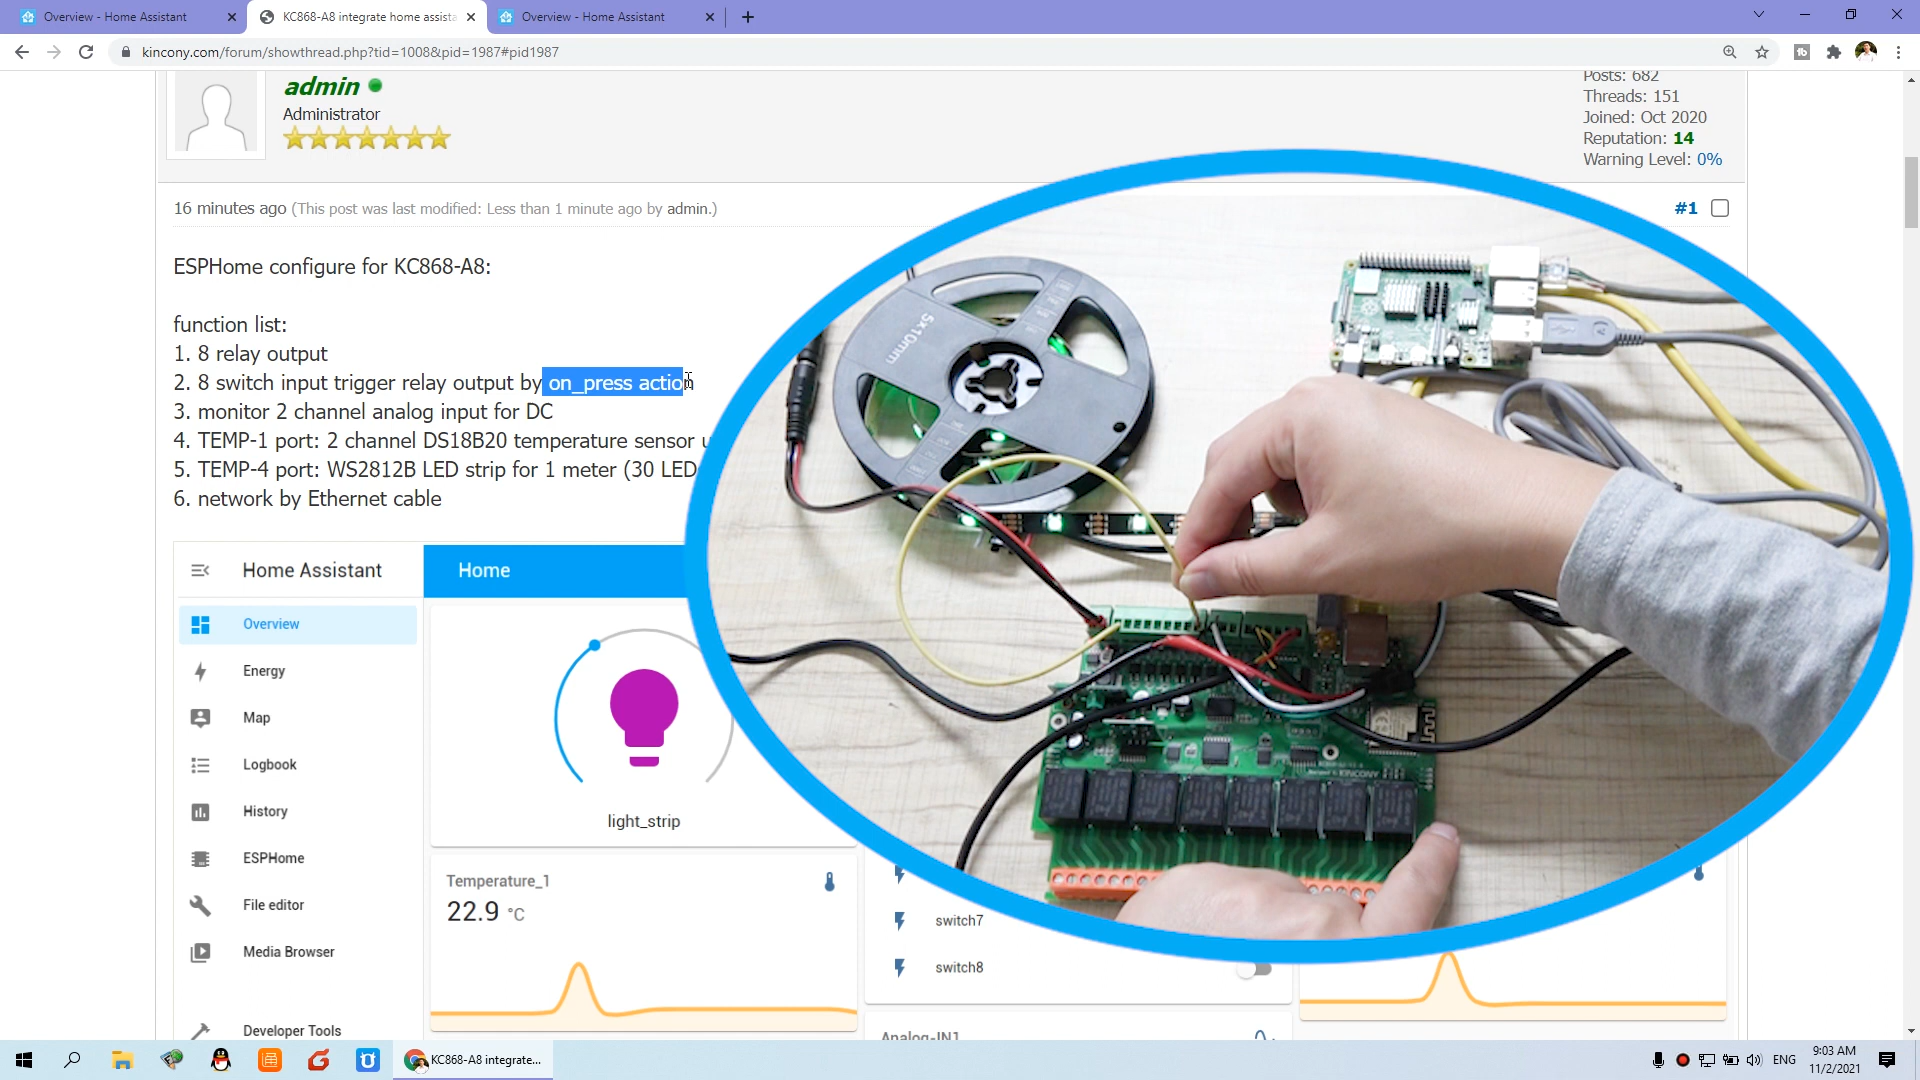 Overview - Home Assistant
KC868-A8 integrate home assista
Overview - Home Assistant
kincony.com/forum/showthread.php?tid=1008&pid=1987#pid1987
admin
Administrator
Posts: 682
Threads: 151
Joined: Oct 2020
Reputation: 14
Warning Level: 0%
16 minutes ago (This post was last modified: Less than 1 minute ago by admin.)
#1
ESPHome configure for KC868-A8:
function list:
1. 8 relay output
2. 8 switch input trigger relay output by on_press action
3. monitor 2 channel analog input for DC
4. TEMP-1 port: 2 channel DS18B20 temperature sensor u
5. TEMP-4 port: WS2812B LED strip for 1 meter (30 LED
6. network by Ethernet cable
5x10mm
KINCONY
Home Assistant
Home
Overview
Energy
Map
Logbook
History
ESPHome
File editor
Media Browser
Developer Tools
light_strip
Temperature_1
22.9 °C
switch7
switch8
Analog-IN1
KC868-A8 integrate...
ENG
9:03 AM
11/2/2021